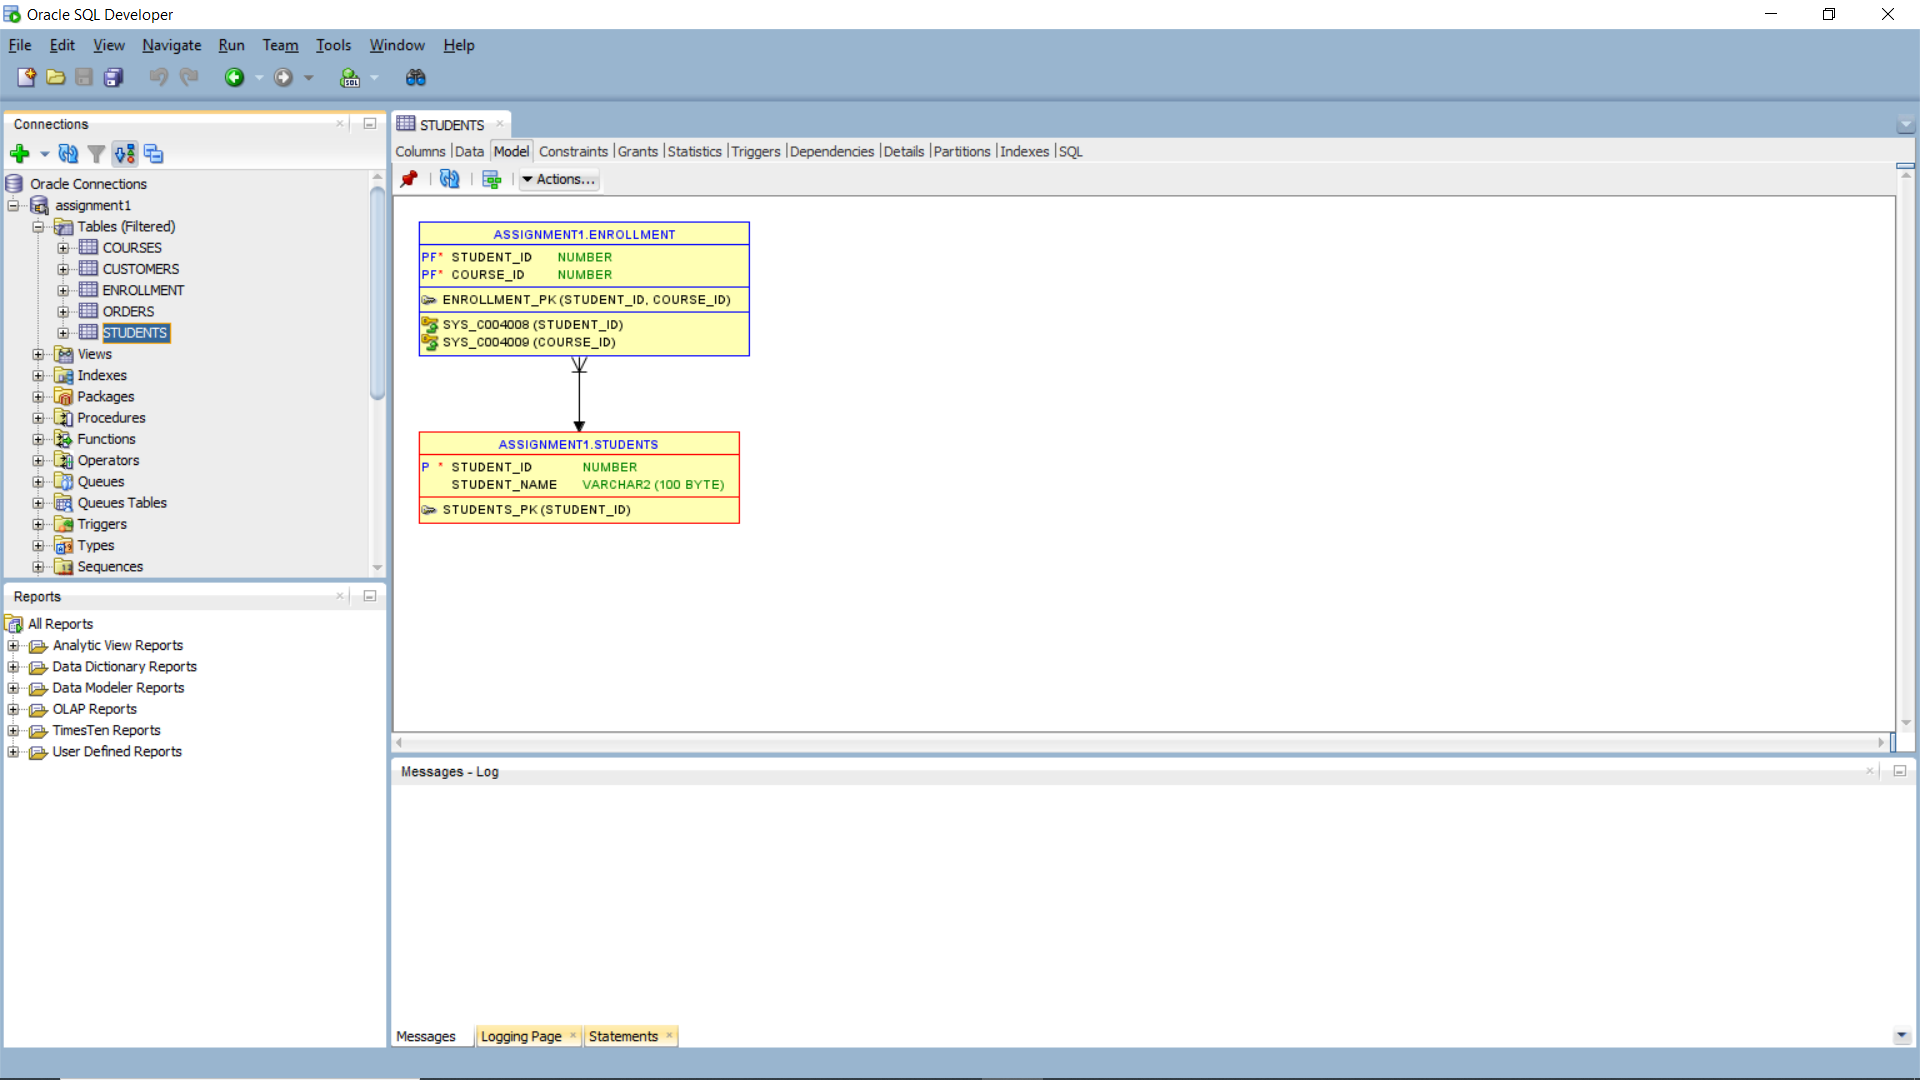 Oracle SQL Developer
File Edit View Navigate Run Team Tools Window Help
Connections
Oracle Connections
assignment1
Tables (Filtered)
COURSES
CUSTOMERS
ENROLLMENT
ORDERS
STUDENTS
Views
Indexes
Packages
Procedures
Functions
Operators
Queues
Queues Tables
Triggers
Types
Sequences
Reports
All Reports
Analytic View Reports
Data Dictionary Reports
Data Modeler Reports
OLAP Reports
TimesTen Reports
User Defined Reports
STUDENTS
Columns Data Model Constraints Grants Statistics Triggers Dependencies Details Partitions Indexes SQL
Actions...
ASSIGNMENT1.ENROLLMENT
PF* STUDENT_ID NUMBER
PF* COURSE_ID NUMBER
ENROLLMENT_PK (STUDENT_ID, COURSE_ID)
SYS_C004008 (STUDENT_ID)
SYS_C004009 (COURSE_ID)
ASSIGNMENT1.STUDENTS
P * STUDENT_ID NUMBER
STUDENT_NAME VARCHAR2 (100 BYTE)
STUDENTS_PK (STUDENT_ID)
Messages - Log
Messages Logging Page Statements